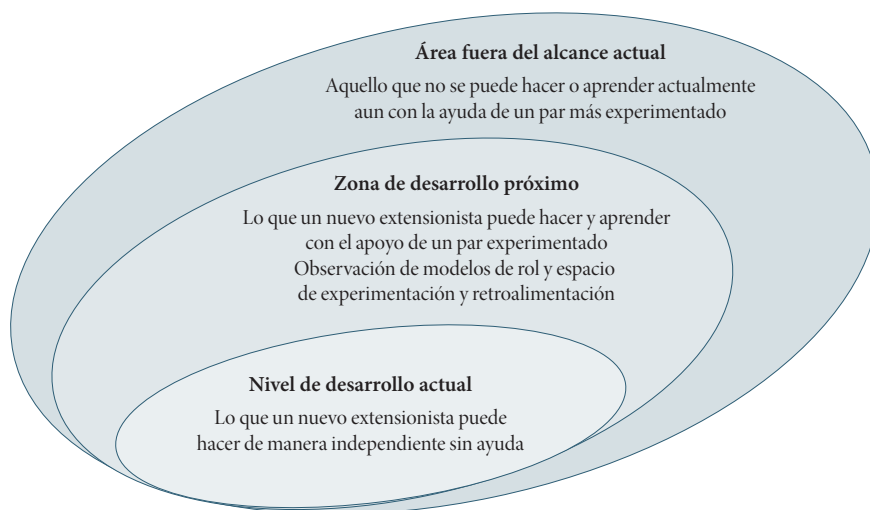 Área fuera del alcance actual
Aquello que no se puede hacer o aprender actualmente
aun con la ayuda de un par más experimentado
Zona de desarrollo próximo
Lo que un nuevo extensionista puede hacer y aprender
con el apoyo de un par experimentado
Observación de modelos de rol y espacio
de experimentación y retroalimentación
Nivel de desarrollo actual
Lo que un nuevo extensionista puede
hacer de manera independiente sin ayuda